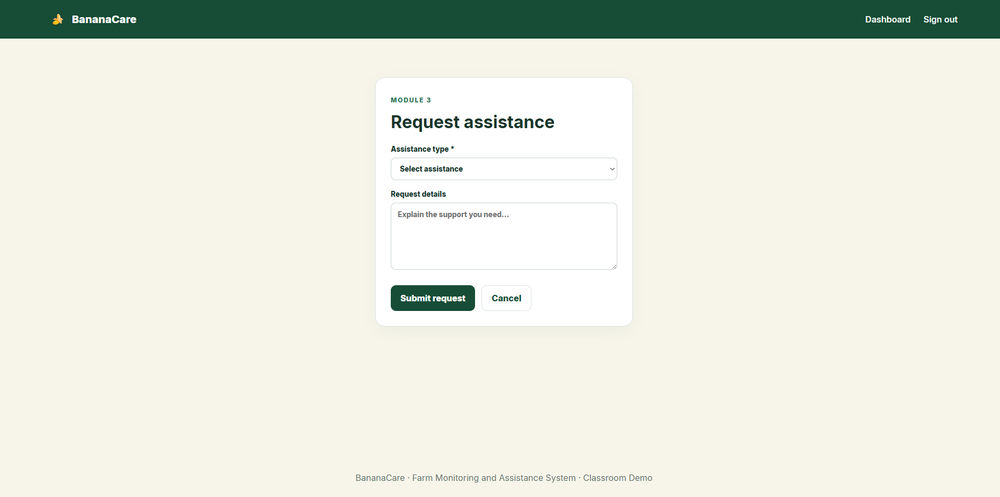 BananaCare
Dashboard Sign out
MODULE 3
Request assistance
Assistance type *
Select assistance
Request details
Explain the support you need...
Submit request Cancel
BananaCare · Farm Monitoring and Assistance System · Classroom Demo